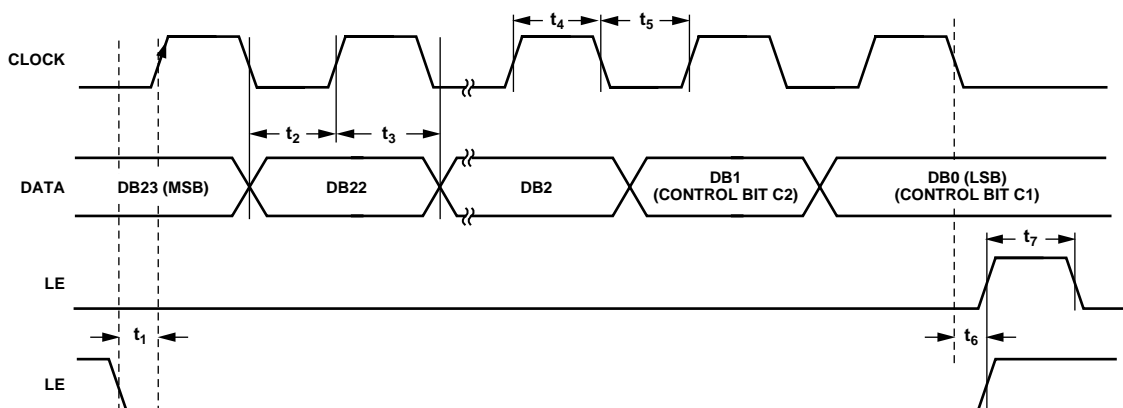 t4
t5
CLOCK
t2
t3
DATA
DB23 (MSB)
DB22
DB2
DB1
(CONTROL BIT C2)
DB0 (LSB)
(CONTROL BIT C1)
t7
LE
t1
t6
LE